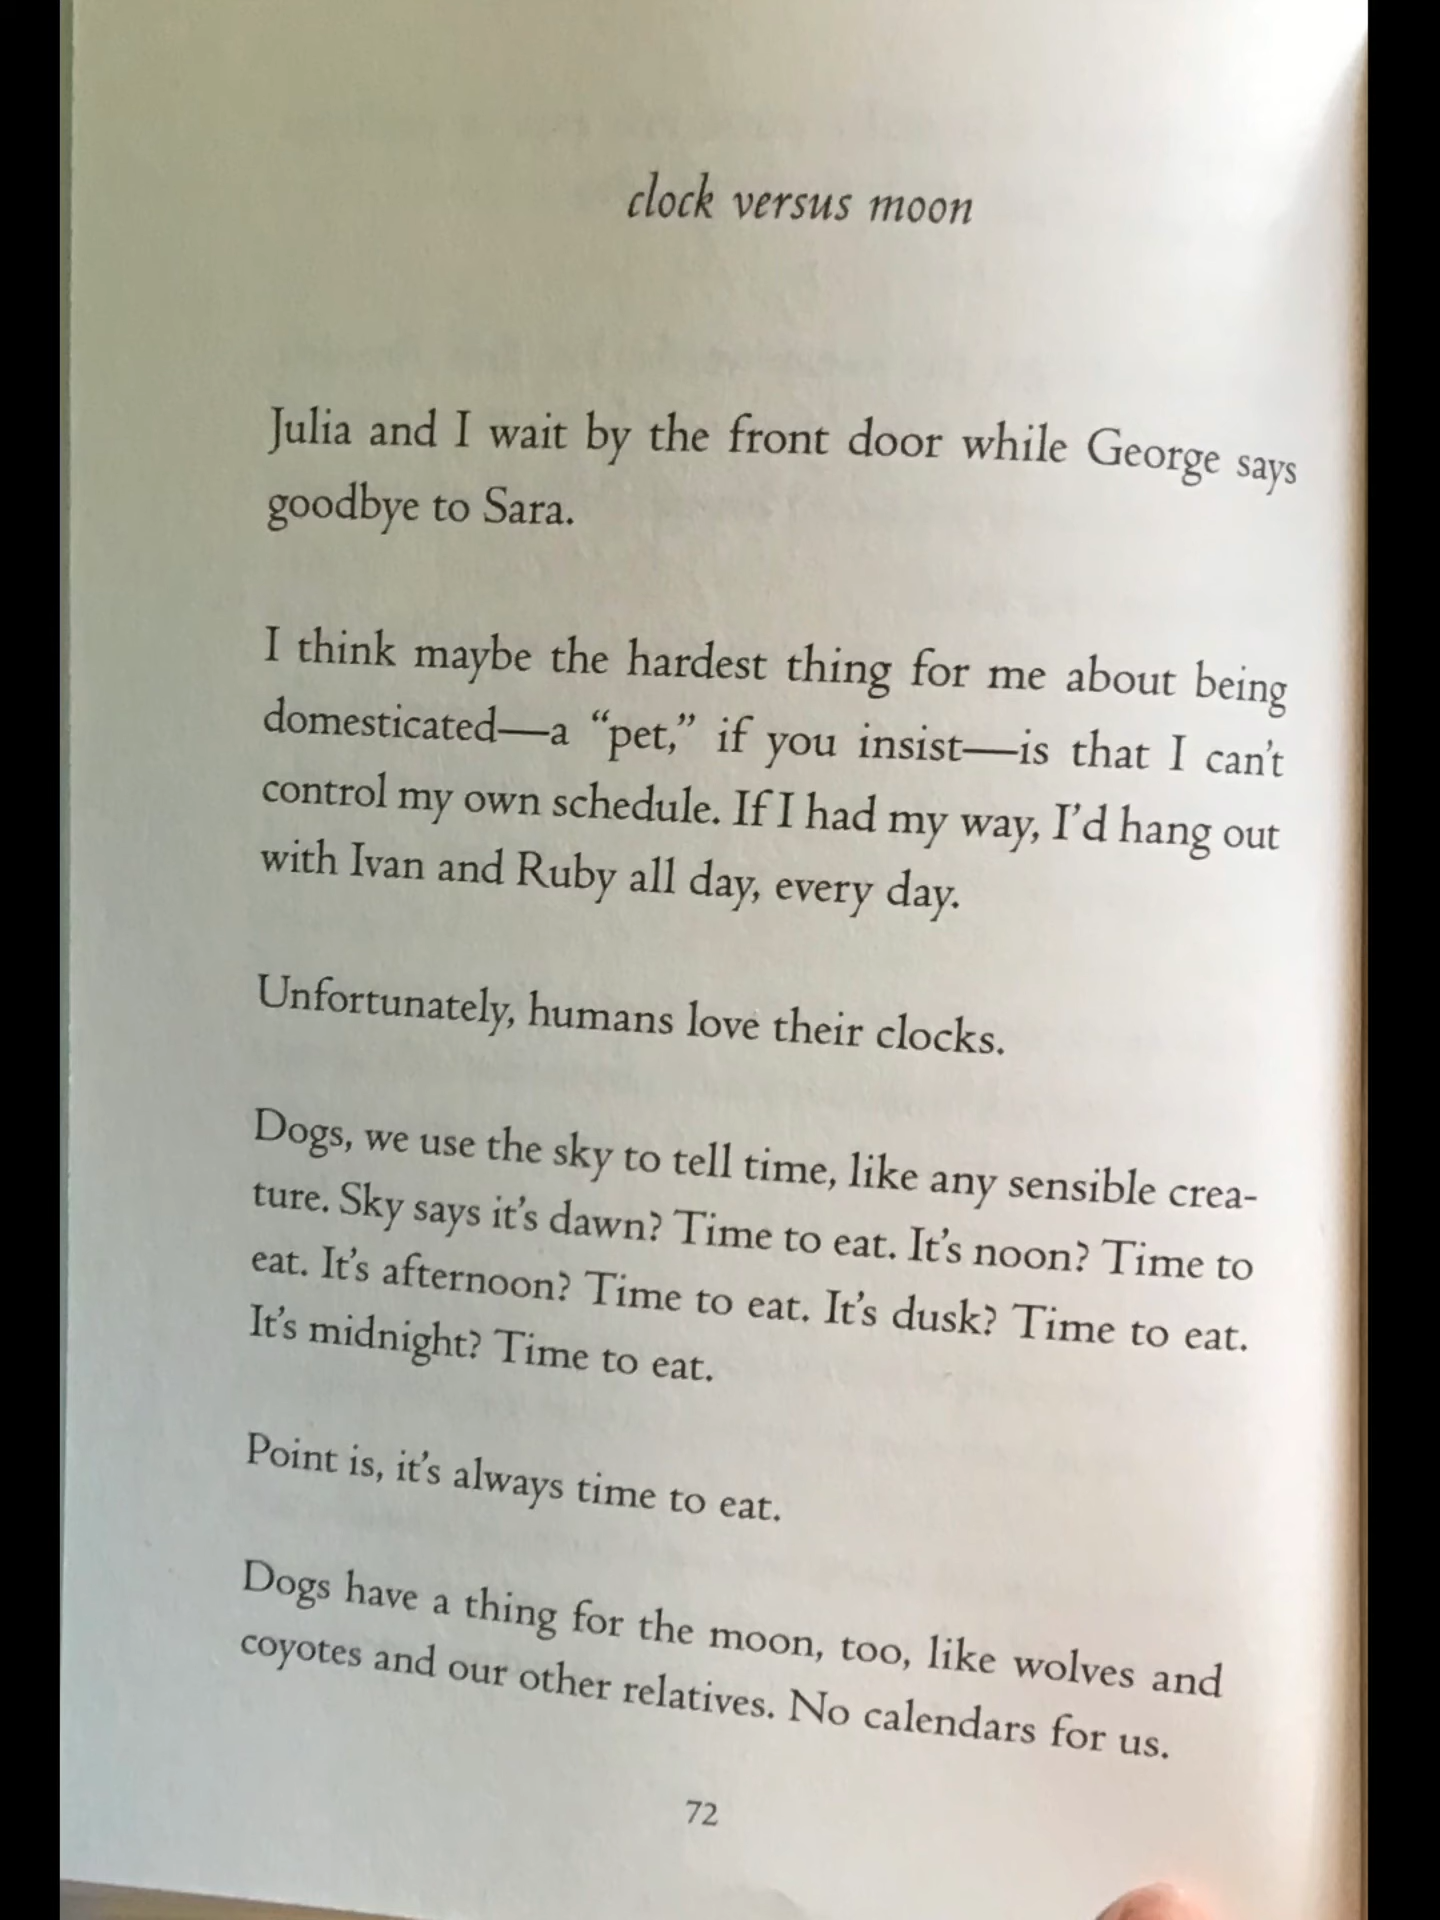 clock versus moon
Julia and I wait by the front door while George says
goodbye to Sara.
I think maybe the hardest thing for me about being
domesticated—a “pet,” if you insist—is that I can’t
control my own schedule. If I had my way, I’d hang out
with Ivan and Ruby all day, every day.
Unfortunately, humans love their clocks.
Dogs, we use the sky to tell time, like any sensible crea-
ture. Sky says it’s dawn? Time to eat. It’s noon? Time to
eat. It’s afternoon? Time to eat. It’s dusk? Time to eat.
It’s midnight? Time to eat.
Point is, it’s always time to eat.
Dogs have a thing for the moon, too, like wolves and
coyotes and our other relatives. No calendars for us.
72